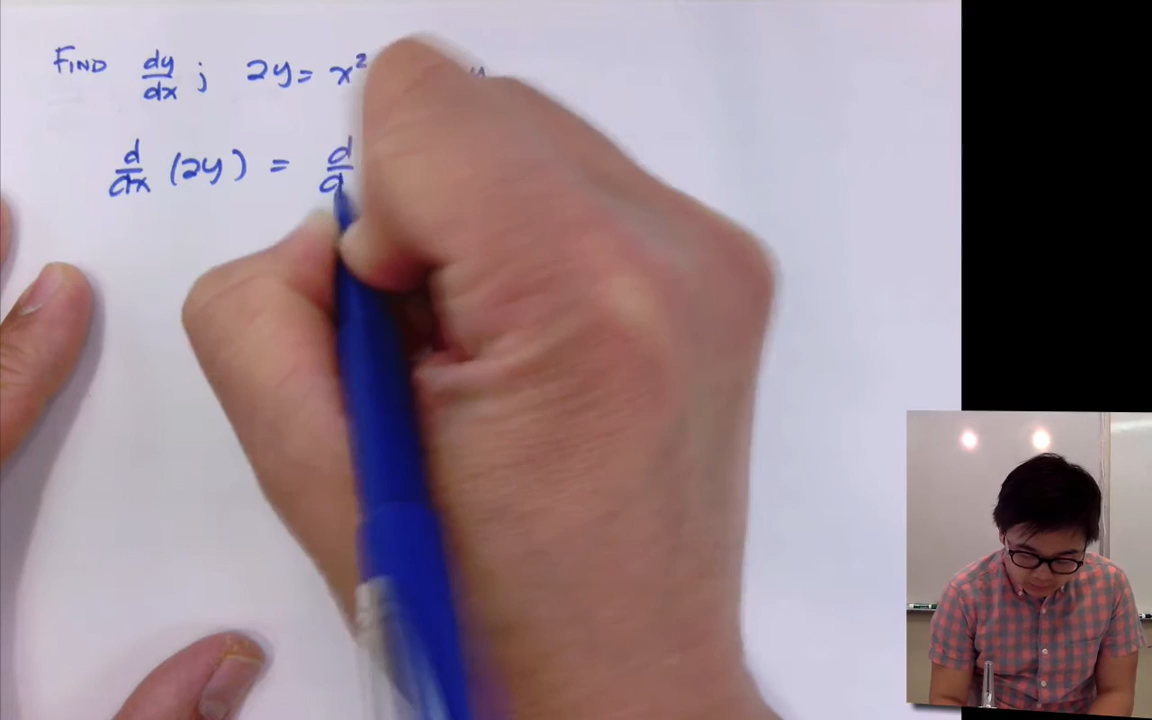 FIND dy/dx ; 2y = x²
d/dx (2y) = d/d